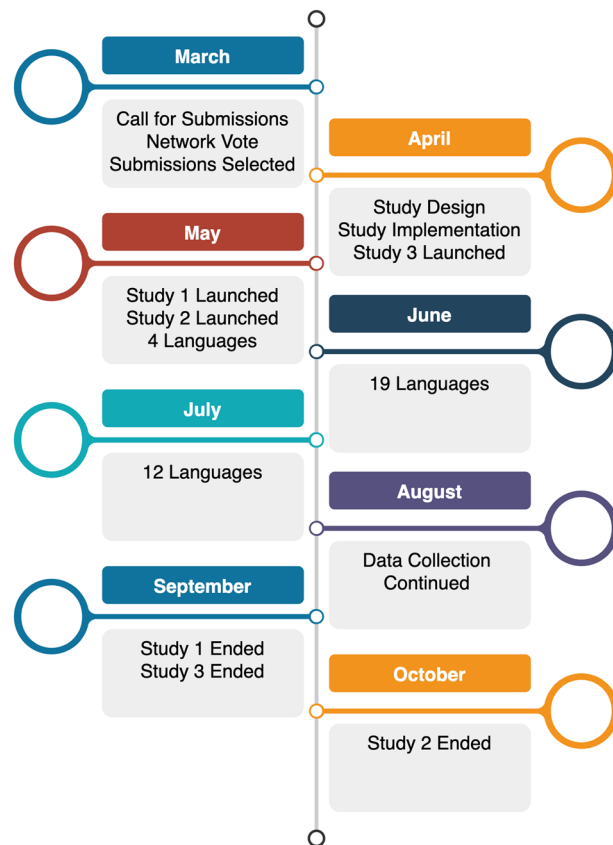 March
Call for Submissions
Network Vote
Submissions Selected
April
Study Design
Study Implementation
Study 3 Launched
May
Study 1 Launched
Study 2 Launched
4 Languages
June
19 Languages
July
12 Languages
August
Data Collection
Continued
September
Study 1 Ended
Study 3 Ended
October
Study 2 Ended